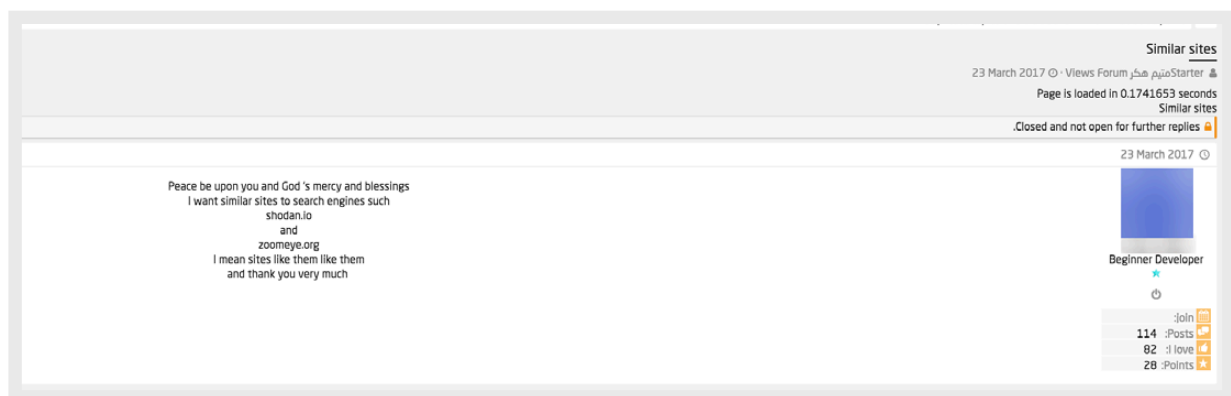 Similar sites
23 March 2017 · Views Forum متيم هكر Starter
Page is loaded in 0.1741653 seconds
Similar sites
.Closed and not open for further replies
23 March 2017
Peace be upon you and God 's mercy and blessings
I want similar sites to search engines such
shodan.io
and
zoomeye.org
I mean sites like them like them
and thank you very much
Beginner Developer
:Join
114 :Posts
82 :I love
28 :Points